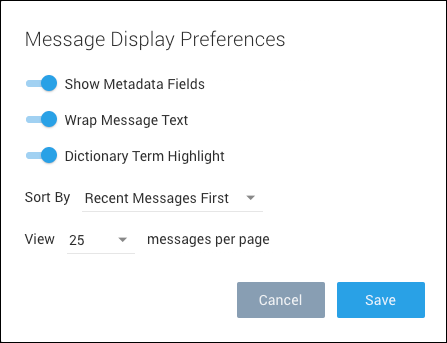 Message Display Preferences
Show Metadata Fields
Wrap Message Text
Dictionary Term Highlight
Sort By Recent Messages First
View 25 messages per page
Cancel Save